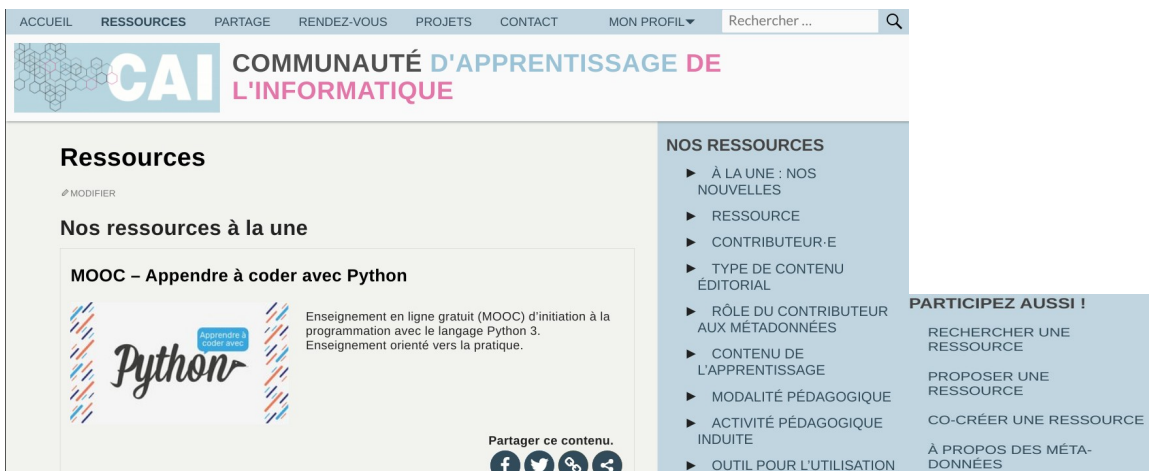 ACCUEIL RESSOURCES PARTAGE RENDEZ-VOUS PROJETS CONTACT MON PROFIL Rechercher ...
CAI
COMMUNAUTÉ D'APPRENTISSAGE DE
L'INFORMATIQUE
Ressources
MODIFIER
Nos ressources à la une
MOOC – Appendre à coder avec Python
Apprendre à
coder avec
Python
Enseignement en ligne gratuit (MOOC) d'initiation à la
programmation avec le langage Python 3.
Enseignement orienté vers la pratique.
Partager ce contenu.
NOS RESSOURCES
À LA UNE : NOS
NOUVELLES
RESSOURCE
CONTRIBUTEUR·E
TYPE DE CONTENU
ÉDITORIAL
RÔLE DU CONTRIBUTEUR
AUX MÉTADONNÉES
CONTENU DE
L'APPRENTISSAGE
MODALITÉ PÉDAGOGIQUE
ACTIVITÉ PÉDAGOGIQUE
INDUITE
OUTIL POUR L'UTILISATION
PARTICIPEZ AUSSI !
RECHERCHER UNE
RESSOURCE
PROPOSER UNE
RESSOURCE
CO-CRÉER UNE RESSOURCE
À PROPOS DES MÉTA-
DONNÉES